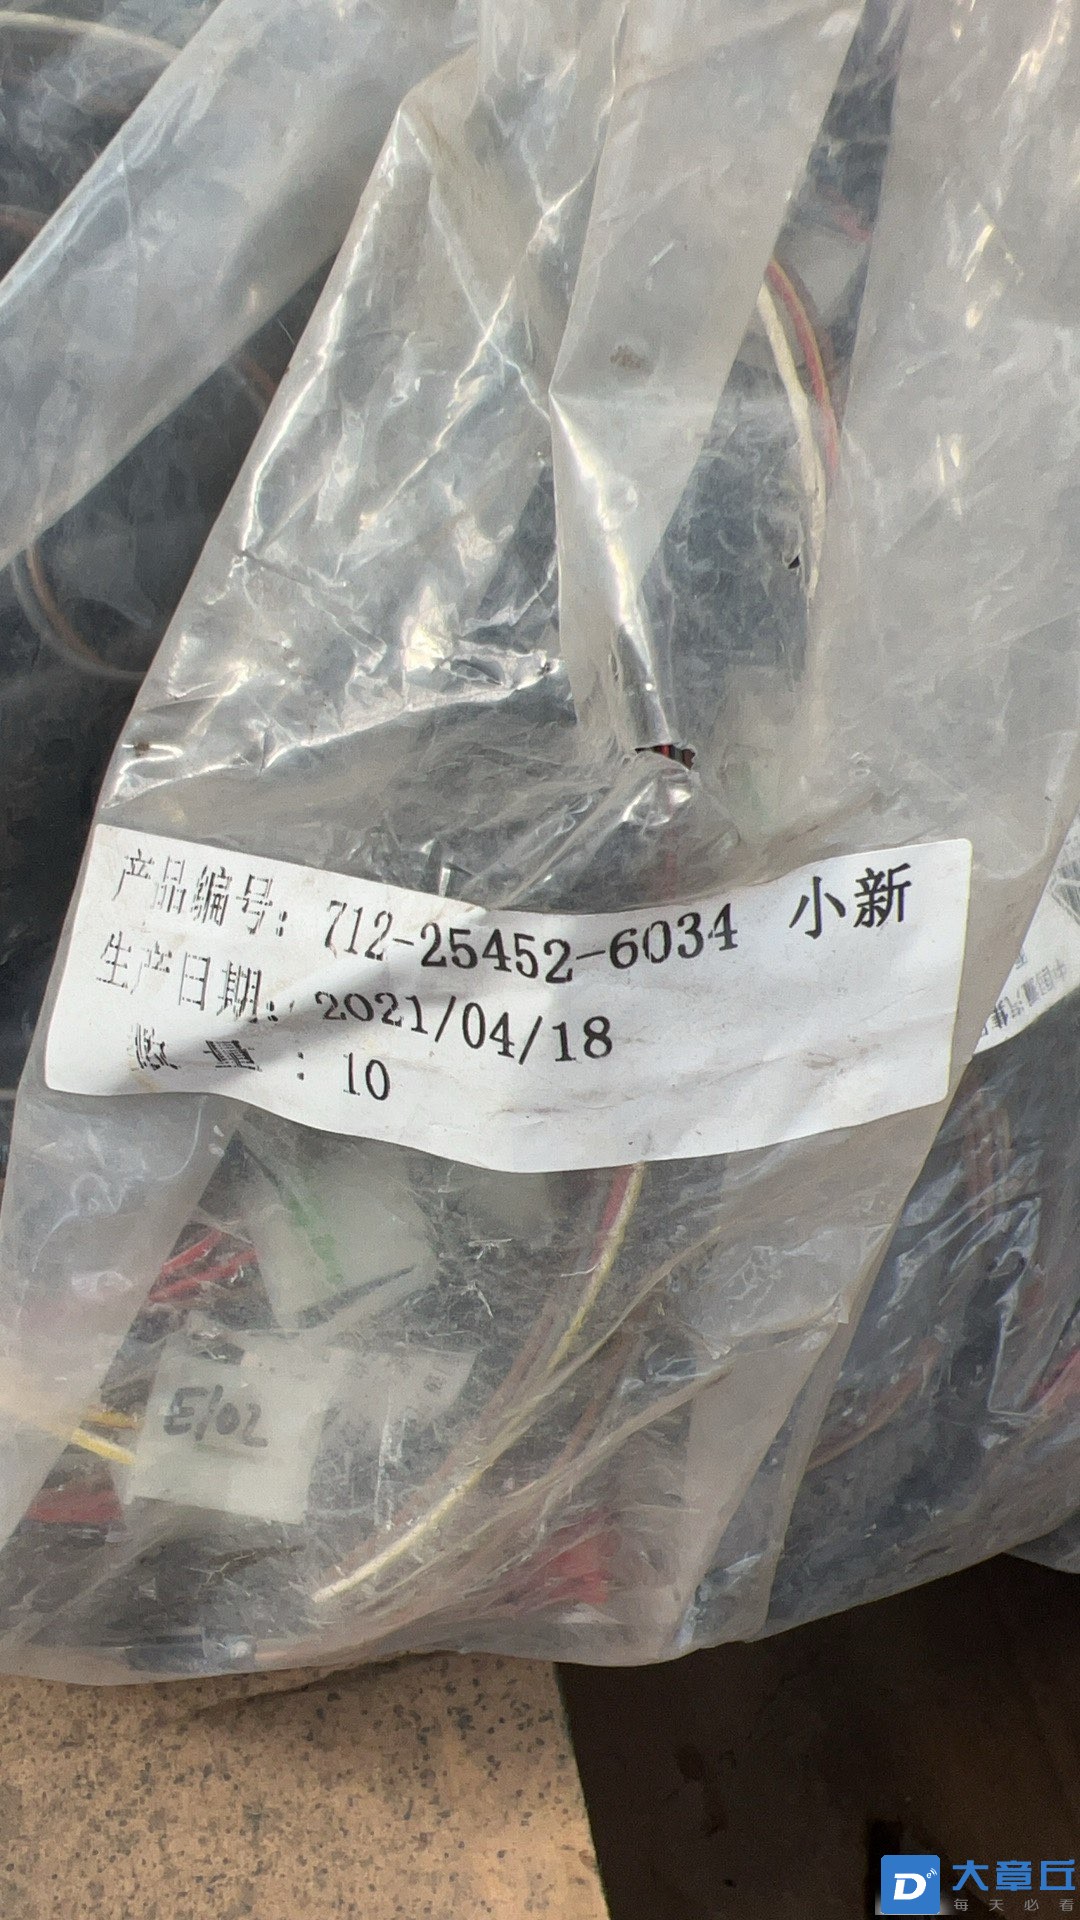 产品编号: 712-25452-6034 小新
生产日期: 2021/04/18
数 量 : 10
E/02
大章丘
每天必看